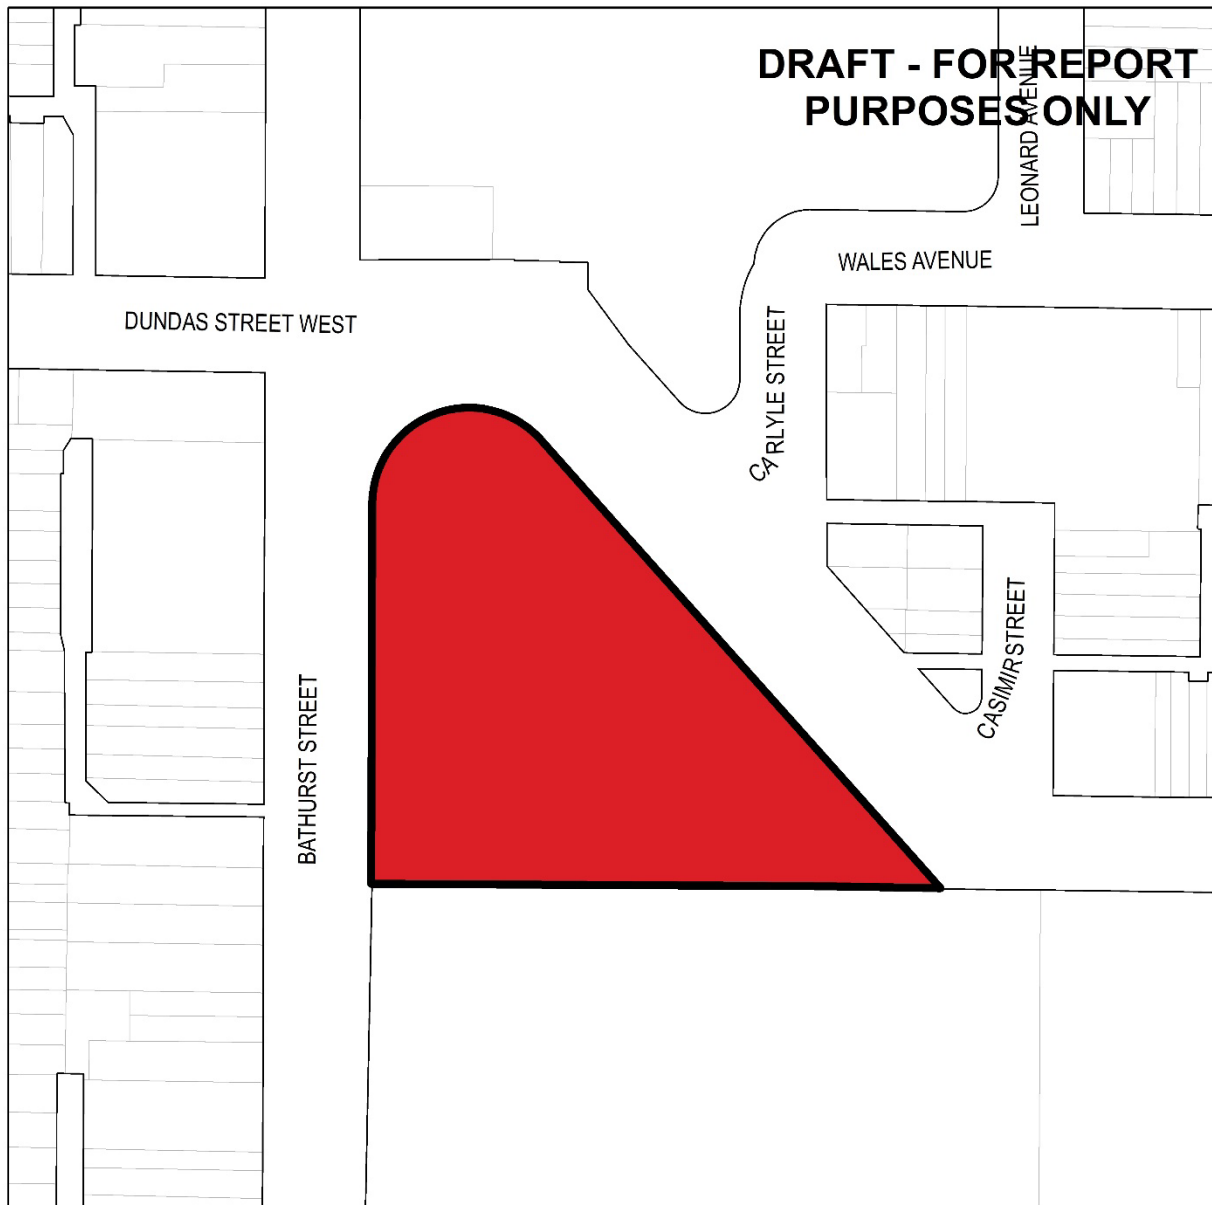 DRAFT - FOR REPORT
PURPOSES ONLY
LEONARD AVENUE
WALES AVENUE
DUNDAS STREET WEST
CARLYLE STREET
CASIMIR STREET
BATHURST STREET